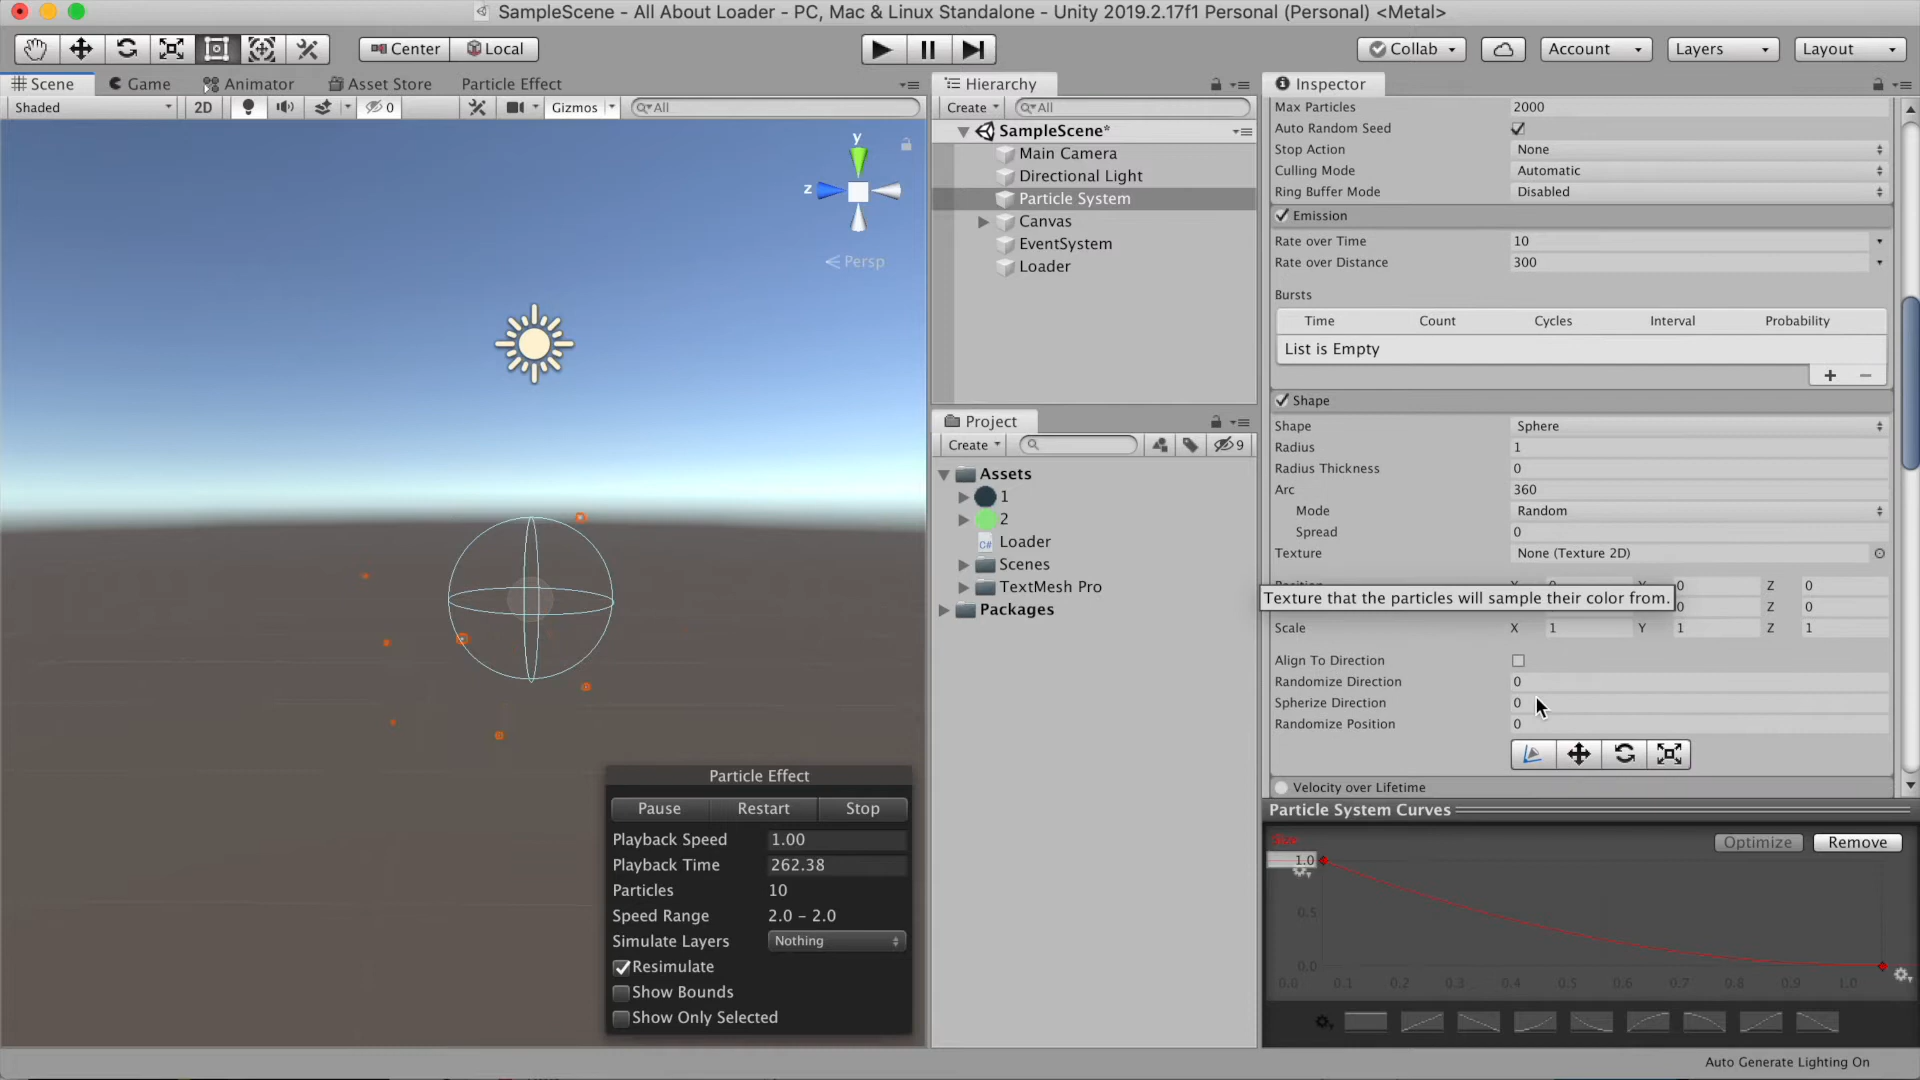 SampleScene - All About Loader - PC, Mac & Linux Standalone - Unity 2019.2.17f1 Personal (Personal) <Metal>
Center Local
Collab Account Layers Layout
Scene Game Animator Asset Store Particle Effect
Shaded 2D 0 Gizmos All
y
z
Persp
Particle Effect
Pause Restart Stop
Playback Speed 1.00
Playback Time 262.38
Particles 10
Speed Range 2.0 - 2.0
Simulate Layers Nothing
Resimulate
Show Bounds
Show Only Selected
Hierarchy
Create All
SampleScene*
Main Camera
Directional Light
Particle System
Canvas
EventSystem
Loader
Project
Create 9
Assets
1
2
C# Loader
Scenes
TextMesh Pro
Packages
Inspector
Max Particles 2000
Auto Random Seed
Stop Action None
Culling Mode Automatic
Ring Buffer Mode Disabled
Emission
Rate over Time 10
Rate over Distance 300
Bursts
Time Count Cycles Interval Probability
List is Empty
+ −
Shape
Shape Sphere
Radius 1
Radius Thickness 0
Arc 360
Mode Random
Spread 0
Texture None (Texture 2D)
Z 0
Texture that the particles will sample their color from.
0 Z 0
Scale X 1 Y 1 Z 1
Align To Direction
Randomize Direction 0
Spherize Direction 0
Randomize Position 0
Velocity over Lifetime
Particle System Curves
Size Optimize Remove
1.0
0.5
0.0
0.0 0.1 0.2 0.3 0.4 0.5 0.6 0.7 0.8 0.9 1.0
Auto Generate Lighting On